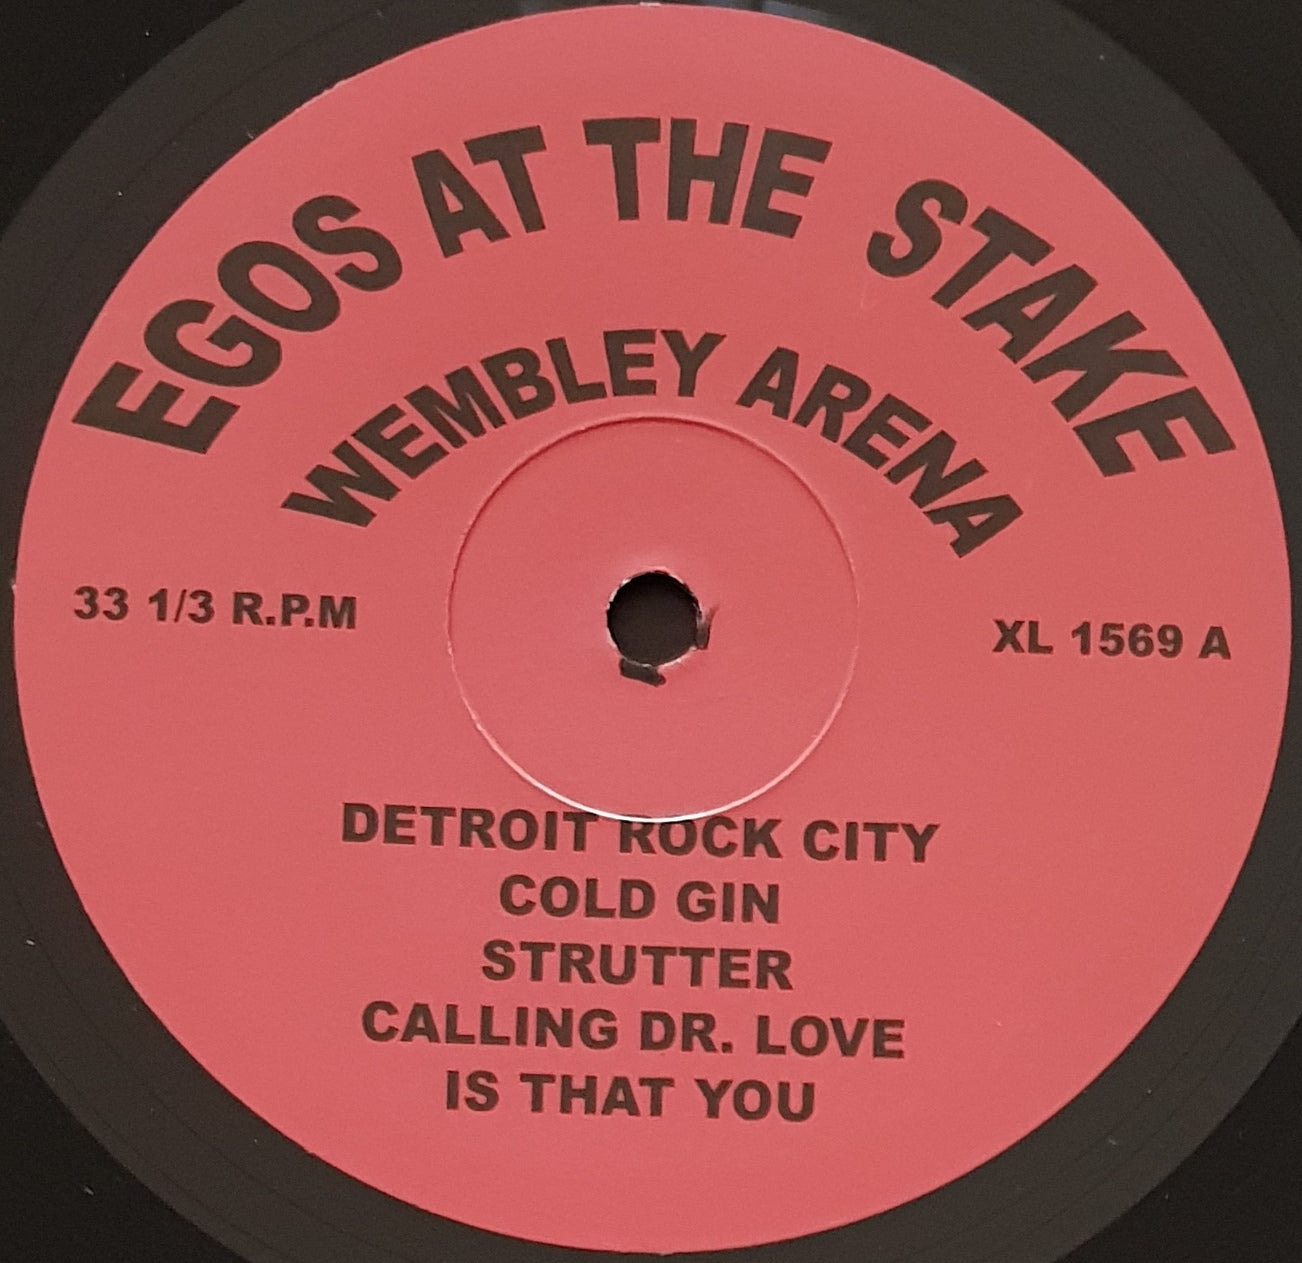 EGOS AT THE STAKE
WEMBLEY ARENA
33 1/3 R.P.M
XL 1569 A
DETROIT ROCK CITY
COLD GIN
STRUTTER
CALLING DR. LOVE
IS THAT YOU